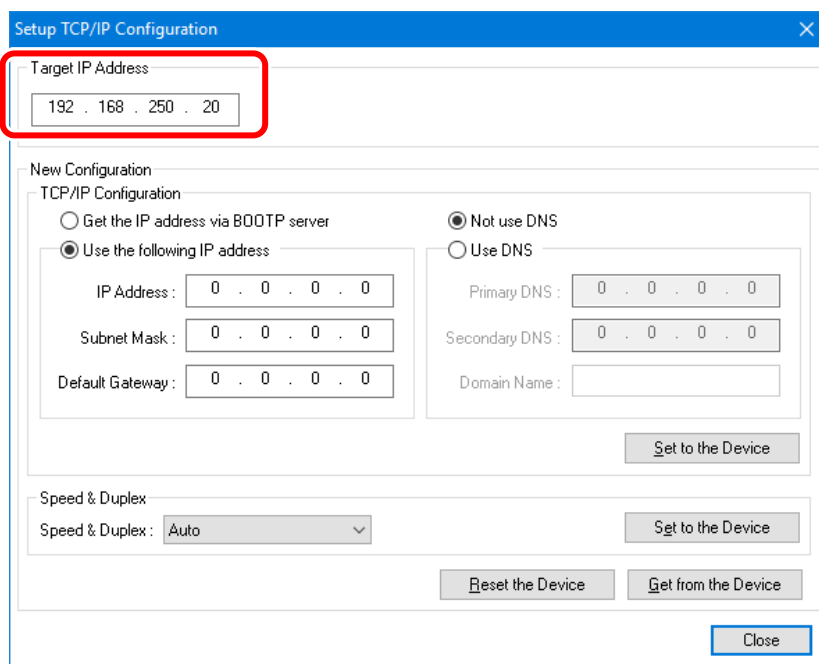 Setup TCP/IP Configuration
Target IP Address
192 . 168 . 250 . 20
New Configuration
TCP/IP Configuration
Get the IP address via BOOTP server
Use the following IP address
IP Address : 0 . 0 . 0 . 0
Subnet Mask : 0 . 0 . 0 . 0
Default Gateway : 0 . 0 . 0 . 0
Not use DNS
Use DNS
Primary DNS : 0 . 0 . 0 . 0
Secondary DNS : 0 . 0 . 0 . 0
Domain Name :
Set to the Device
Speed & Duplex
Speed & Duplex : Auto
Set to the Device
Reset the Device
Get from the Device
Close